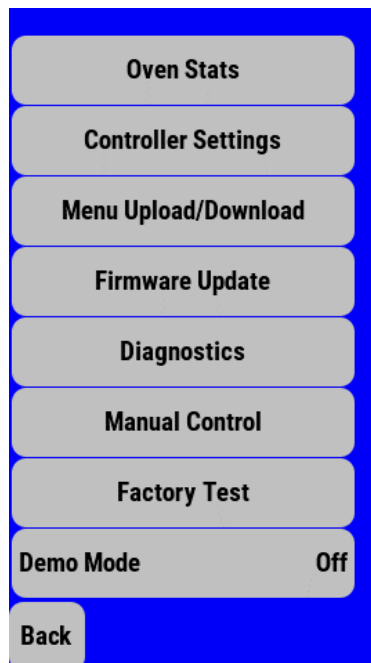 Oven Stats
Controller Settings
Menu Upload/Download
Firmware Update
Diagnostics
Manual Control
Factory Test
Demo Mode Off
Back